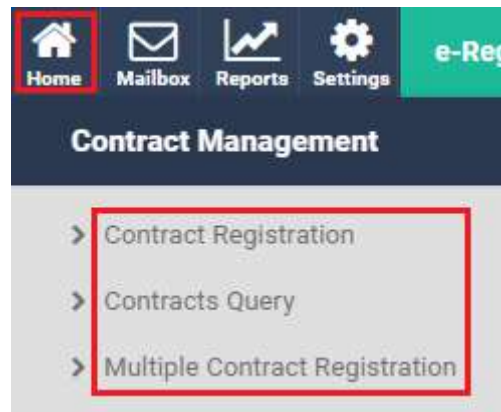 Home Mailbox Reports Settings e-Reg
Contract Management
Contract Registration
Contracts Query
Multiple Contract Registration